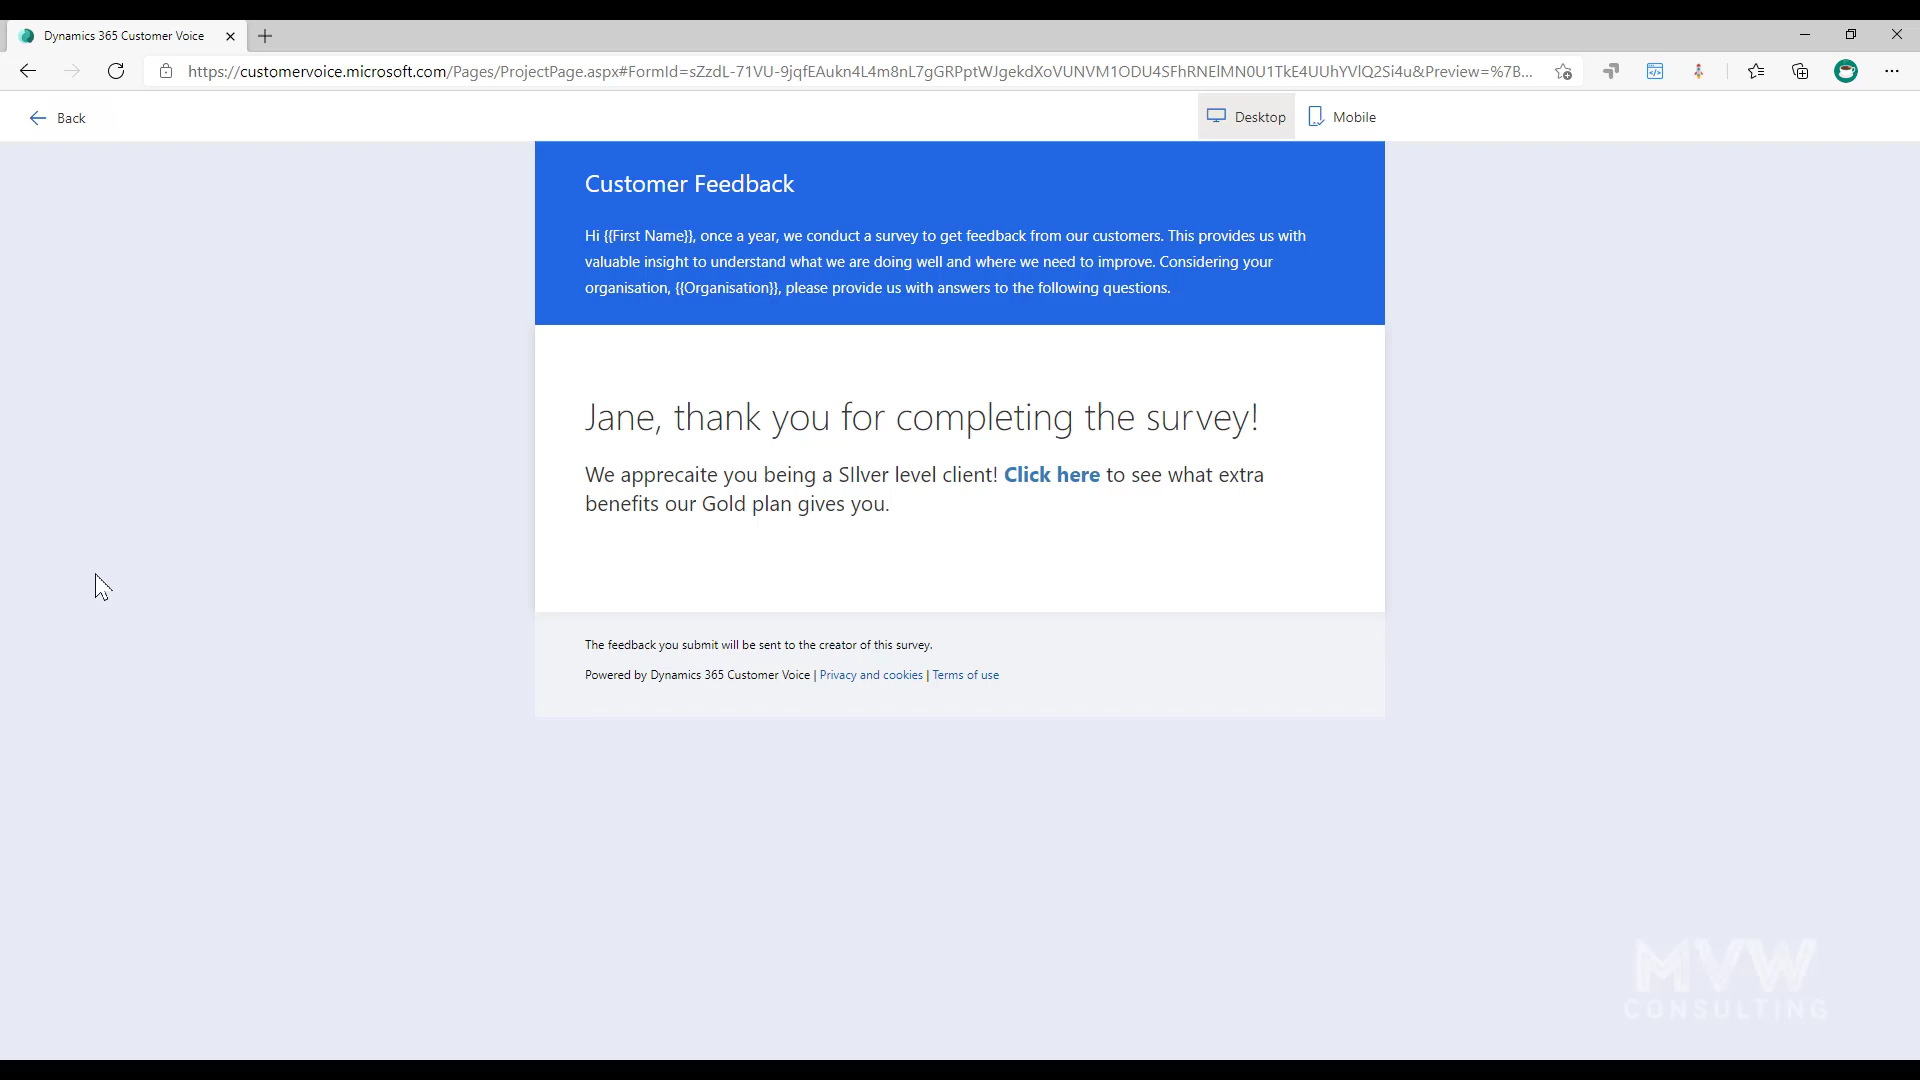 Dynamics 365 Customer Voice
https://customervoice.microsoft.com/Pages/ProjectPage.aspx#FormId=sZzdL-71VU-9jqfEAukn4L4m8nL7gGRPptWJgekdXoVUNVM1ODU4SFhRNElMN0U1TkE4UUhYVlQ2Si4u&Preview=%7B...
Back
Desktop
Mobile
Customer Feedback
Hi {{First Name}}, once a year, we conduct a survey to get feedback from our customers. This provides us with
valuable insight to understand what we are doing well and where we need to improve. Considering your
organisation, {{Organisation}}, please provide us with answers to the following questions.
Jane, thank you for completing the survey!
We apprecaite you being a SIlver level client! Click here to see what extra
benefits our Gold plan gives you.
The feedback you submit will be sent to the creator of this survey.
Powered by Dynamics 365 Customer Voice | Privacy and cookies | Terms of use
MVW
CONSULTING